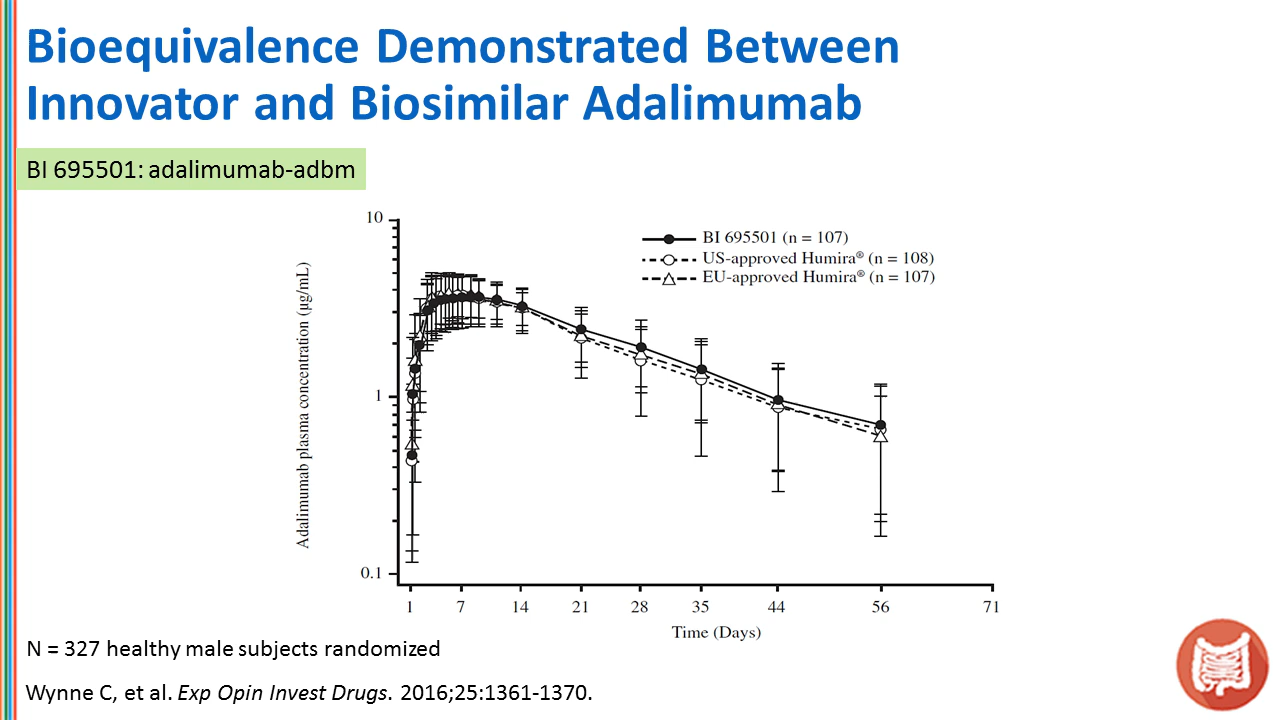 Bioequivalence Demonstrated Between
Innovator and Biosimilar Adalimumab
BI 695501: adalimumab-adbm
Adalimumab plasma concentration (µg/mL)
10
1
0.1
BI 695501 (n = 107)
US-approved Humira® (n = 108)
EU-approved Humira® (n = 107)
1 7 14 21 28 35 44 56 71
Time (Days)
N = 327 healthy male subjects randomized
Wynne C, et al. Exp Opin Invest Drugs. 2016;25:1361-1370.